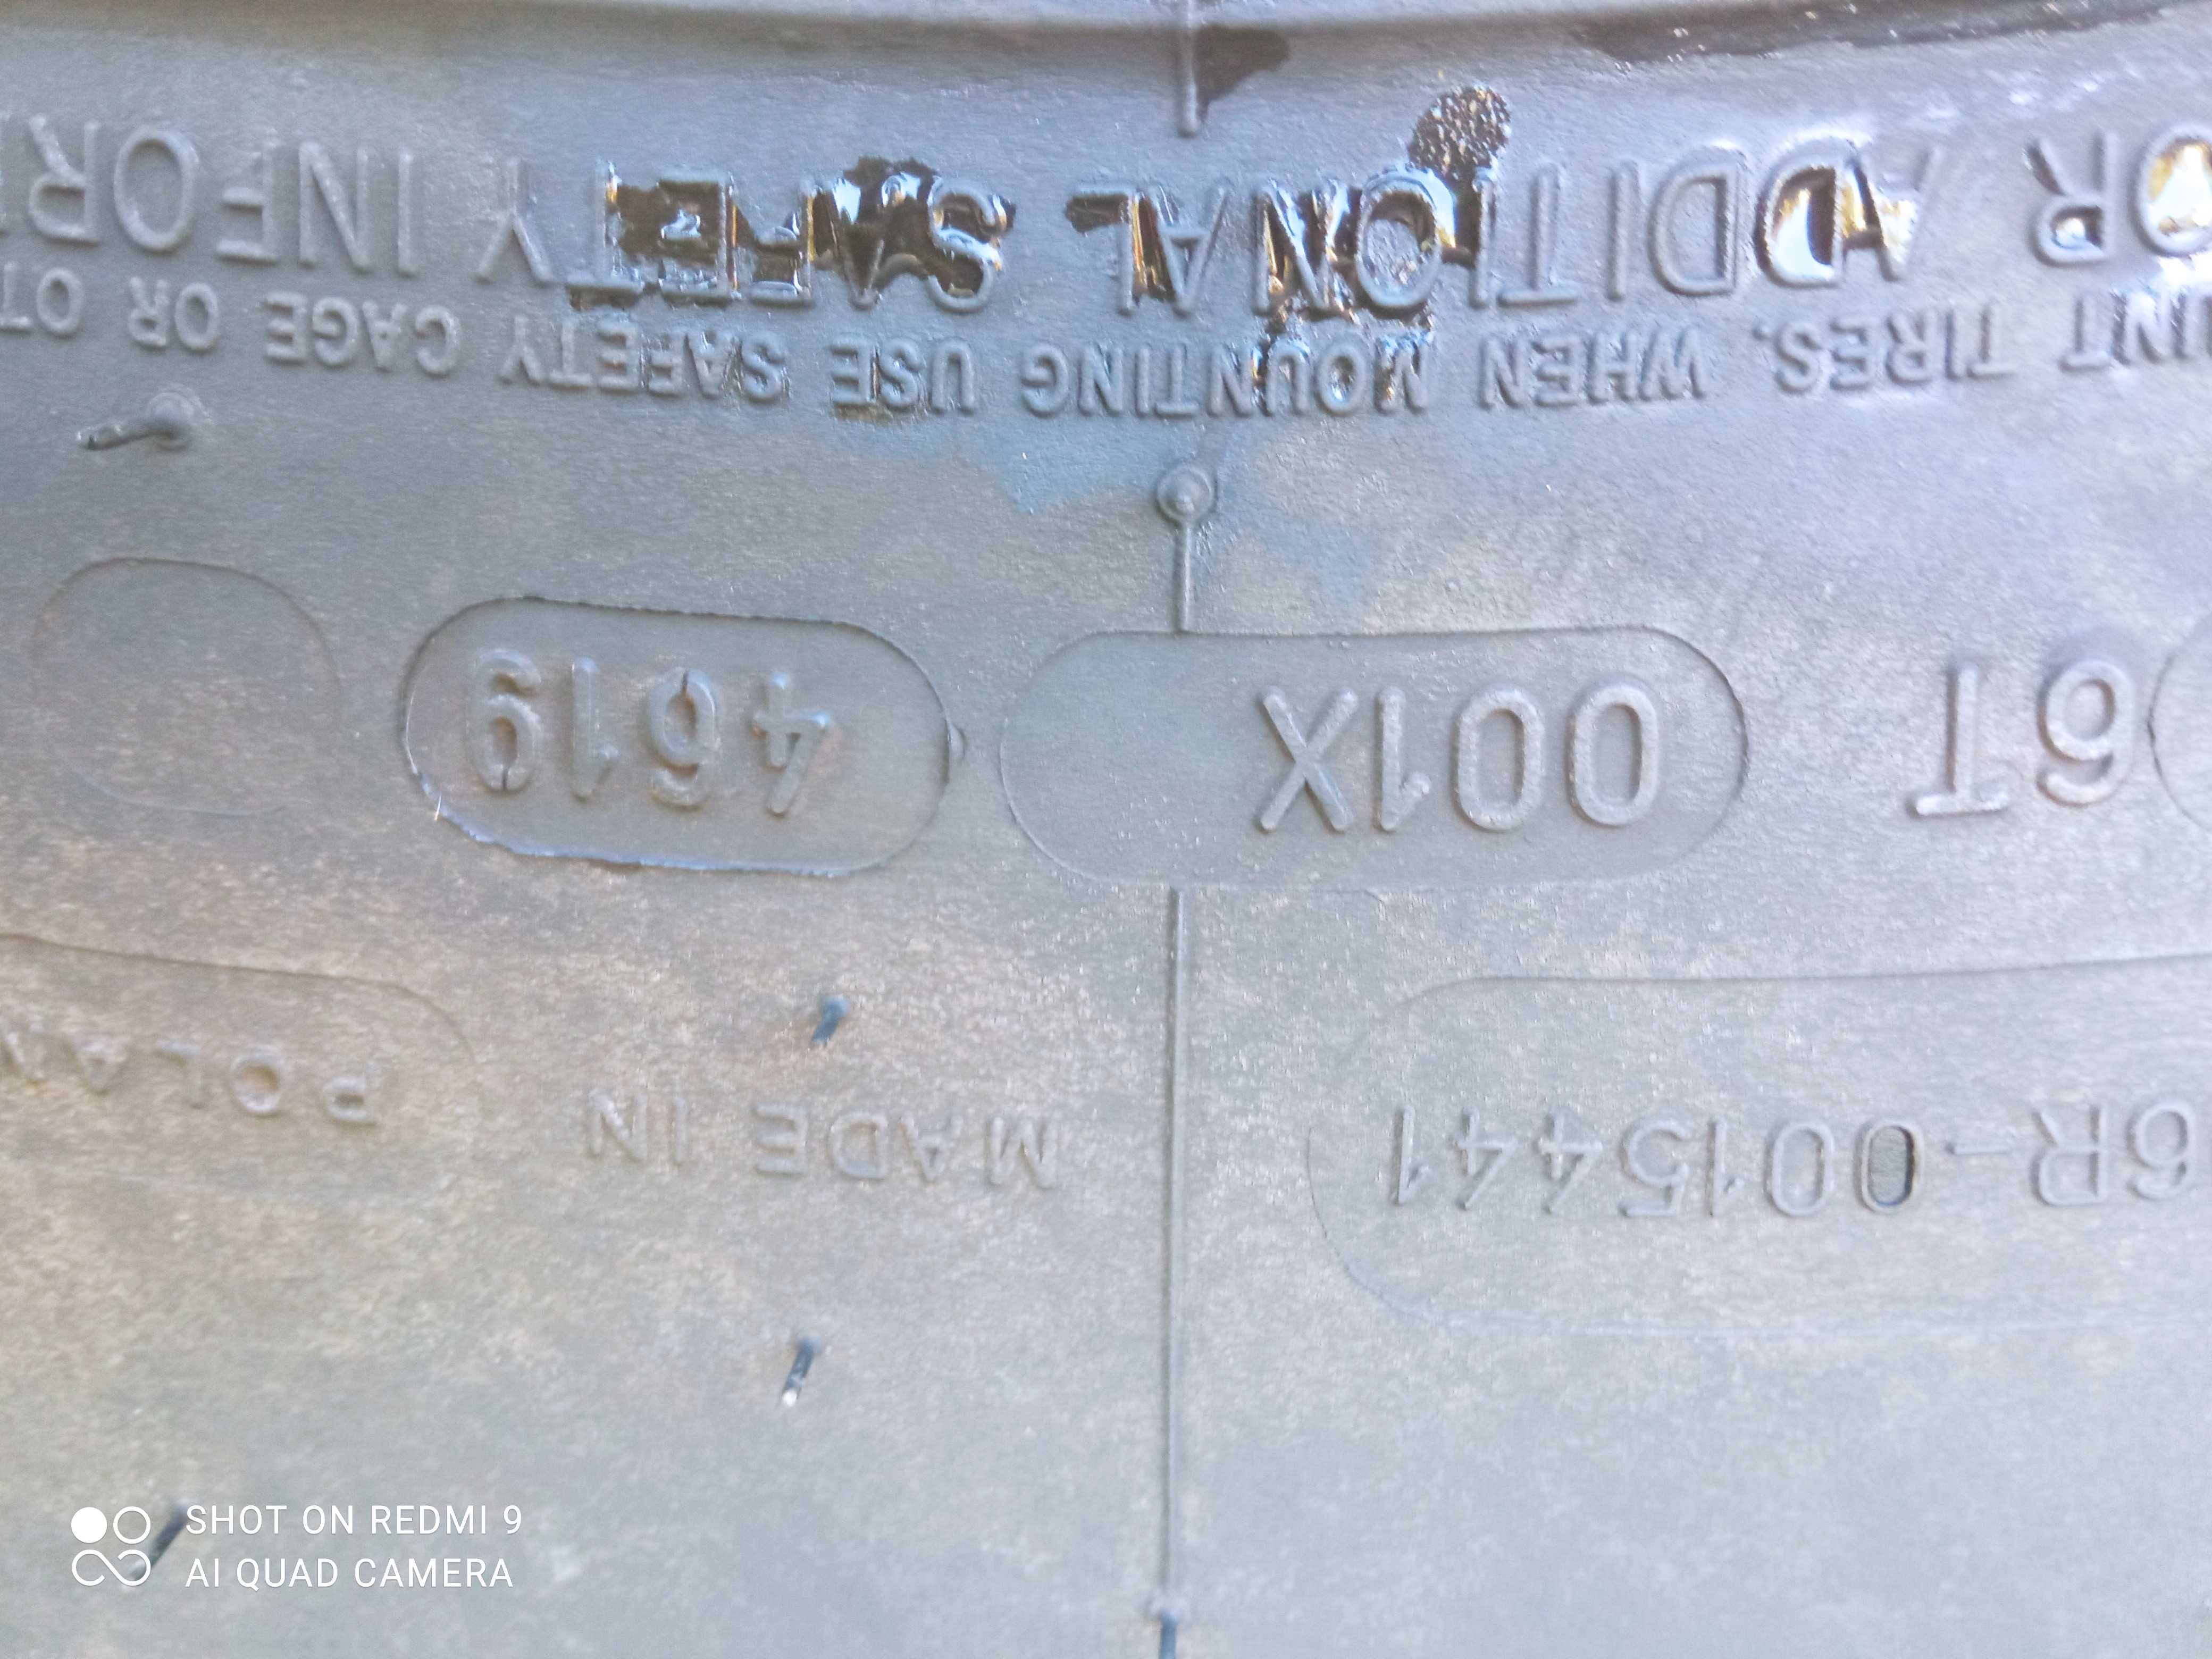 6R-0015441 MADE IN POLAN
6T 001X 4619
UNT TIRES. WHEN MOUNTING USE SAFETY CAGE OR OT
OR ADDITIONAL SAFETY INFOR
SHOT ON REDMI 9
AI QUAD CAMERA